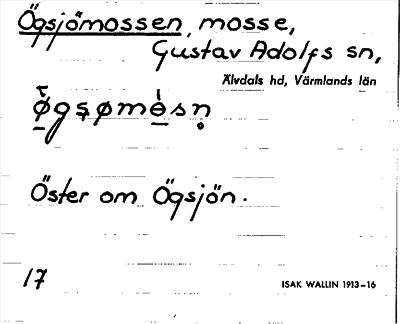 Ögsjömossen, mosse,
Gustav Adolfs sn,
Älvdals hd, Värmlands län
Öster om Ögsjön.
17
ISAK WALLIN 1913-16